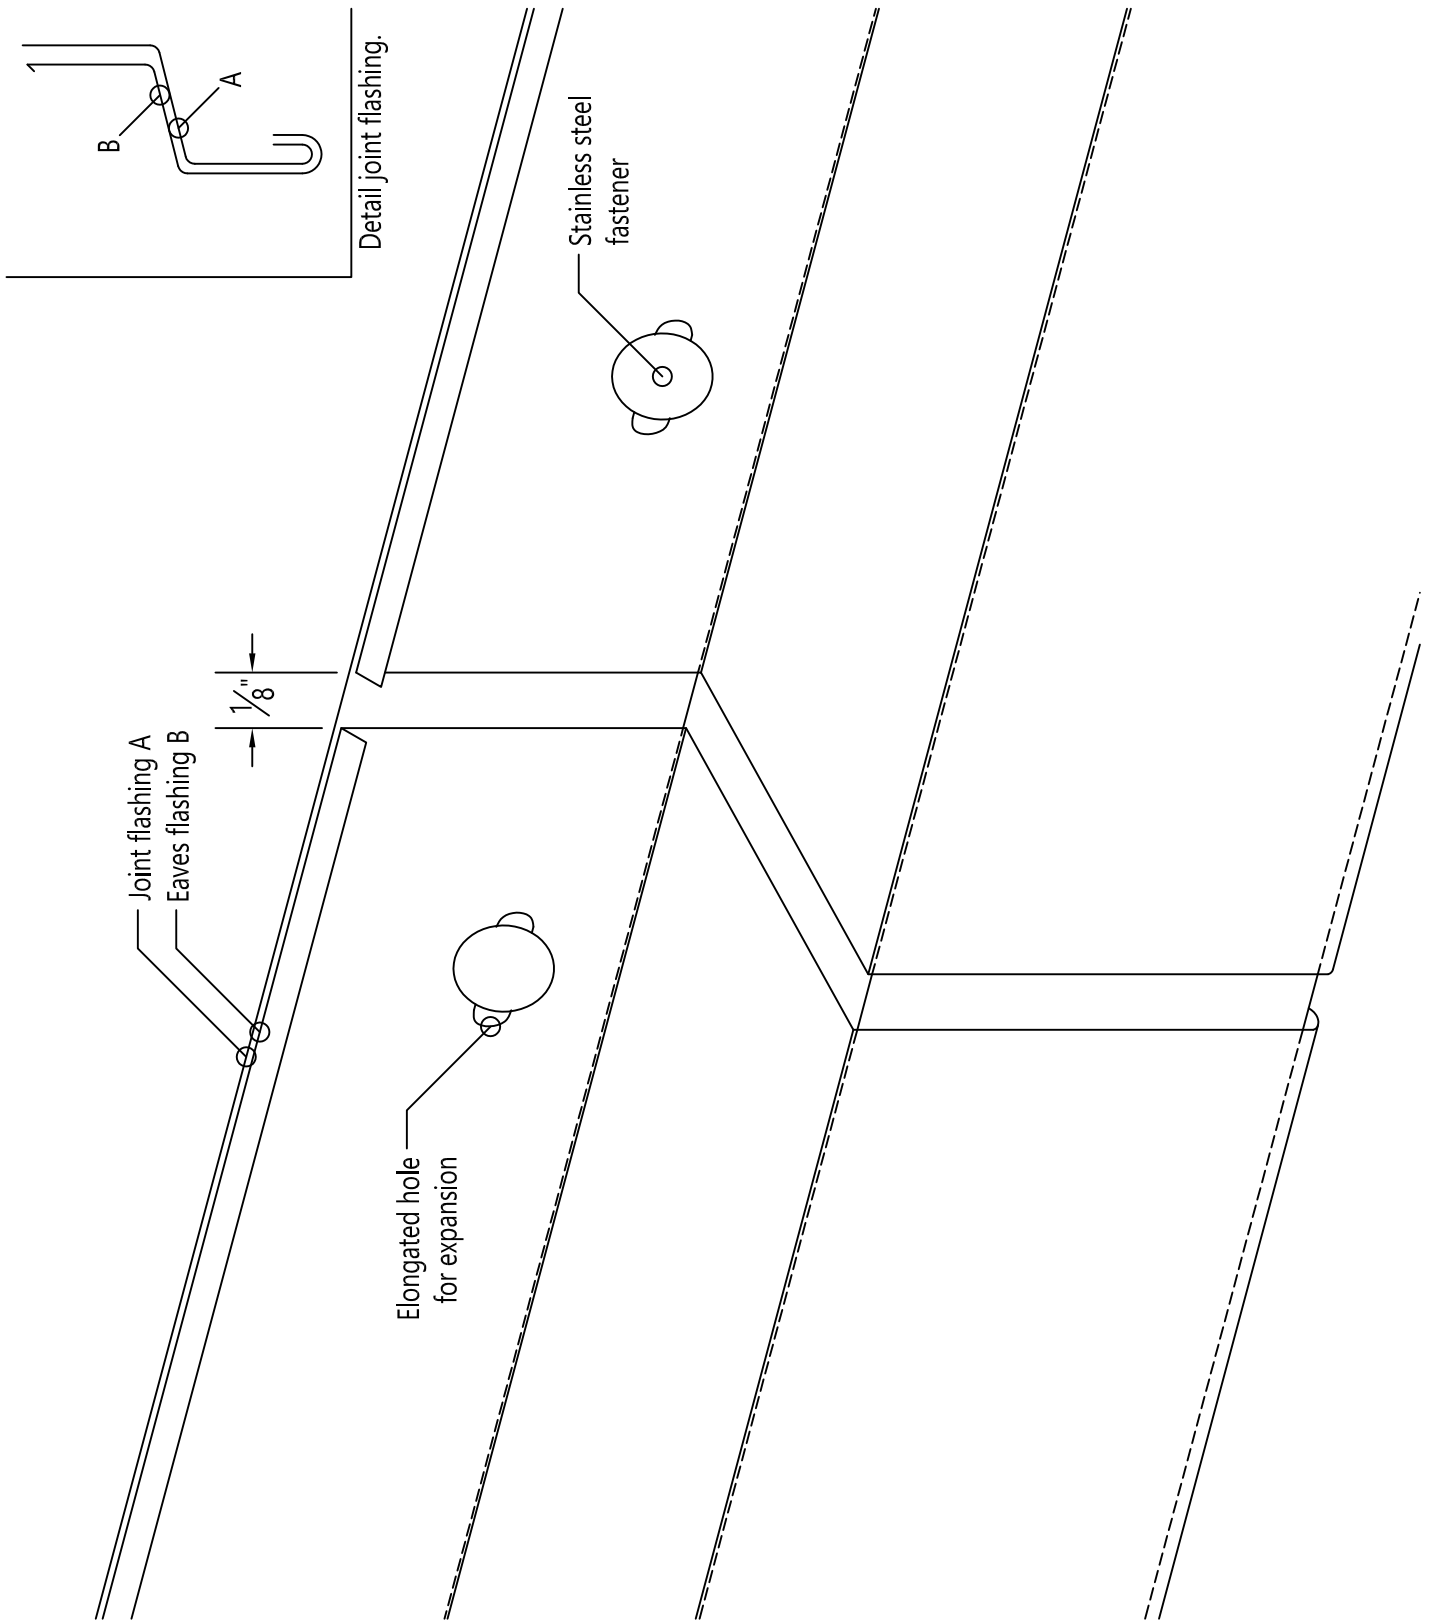 B
A
Detail joint flashing.
Stainless steel
fastener
1/8"
Joint flashing A
Eaves flashing B
Elongated hole
for expansion